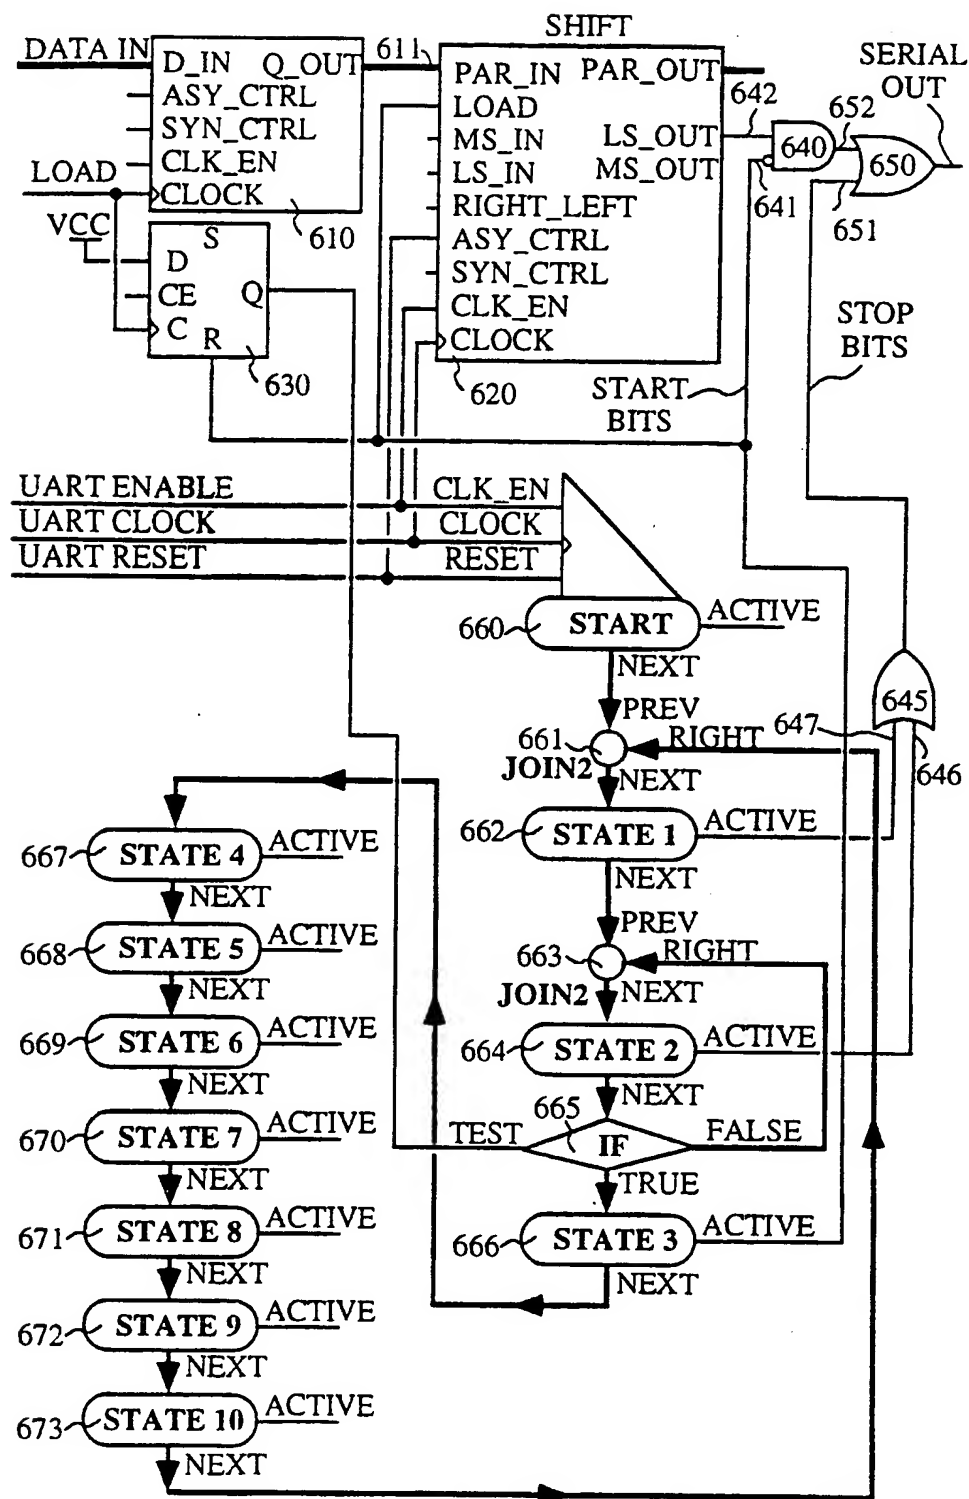 SHIFT
DATA IN
D_IN Q_OUT
ASY_CTRL
SYN_CTRL
CLK_EN
CLOCK
LOAD
610
611
PAR_IN PAR_OUT
LOAD
MS_IN LS_OUT
LS_IN MS_OUT
RIGHT_LEFT
ASY_CTRL
SYN_CTRL
CLK_EN
CLOCK
620
642
640
641
652
650
651
SERIAL
OUT
VCC
S
D
CE Q
C
R
630
START
BITS
STOP
BITS
UART ENABLE CLK_EN
UART CLOCK CLOCK
UART RESET RESET
660 START ACTIVE
NEXT
PREV
661 RIGHT
JOIN2 NEXT
645
647
646
662 STATE 1 ACTIVE
NEXT
PREV
663 RIGHT
JOIN2 NEXT
664 STATE 2 ACTIVE
NEXT
665
TEST IF FALSE
TRUE
666 STATE 3 ACTIVE
NEXT
667 STATE 4 ACTIVE
NEXT
668 STATE 5 ACTIVE
NEXT
669 STATE 6 ACTIVE
NEXT
670 STATE 7 ACTIVE
NEXT
671 STATE 8 ACTIVE
NEXT
672 STATE 9 ACTIVE
NEXT
673 STATE 10 ACTIVE
NEXT